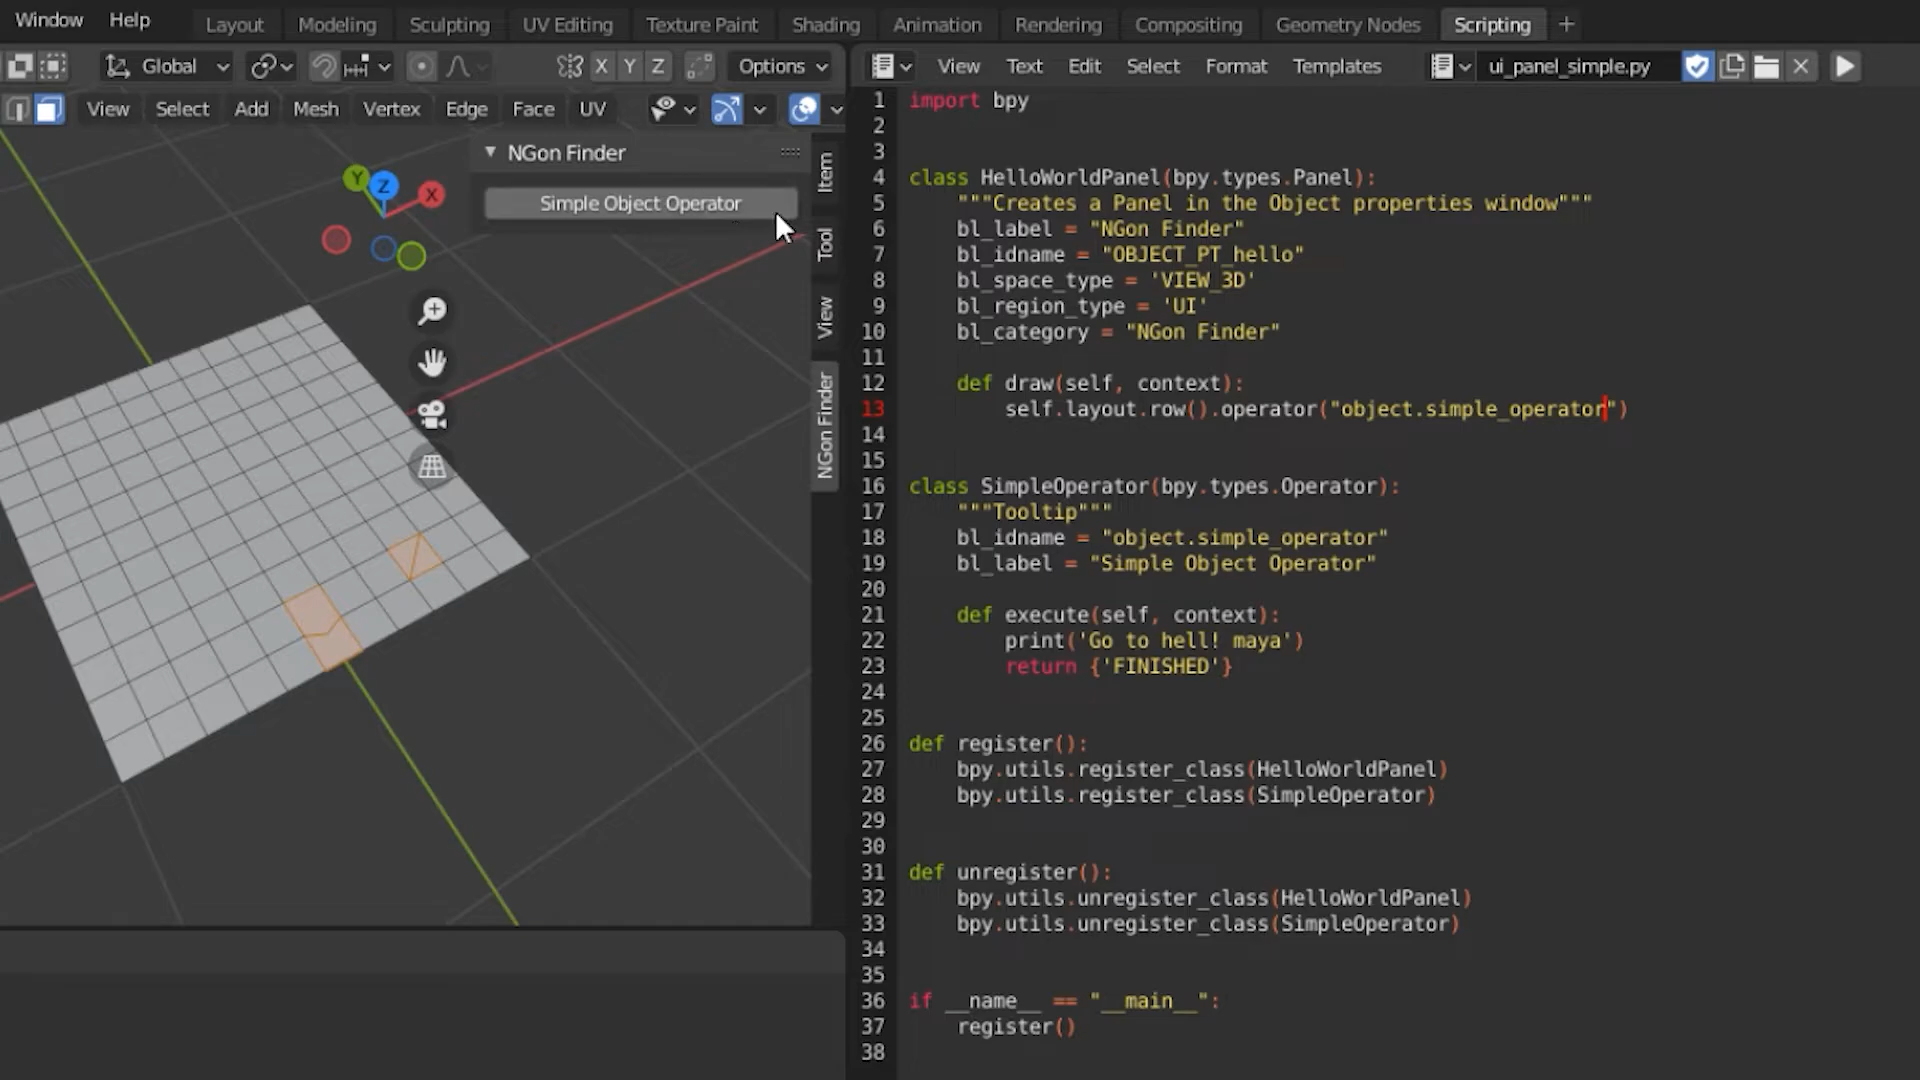 Window Help Layout Modeling Sculpting UV Editing Texture Paint Shading Animation Rendering Compositing Geometry Nodes Scripting +
Global X Y Z Options
View Text Edit Select Format Templates ui_panel_simple.py
View Select Add Mesh Vertex Edge Face UV
NGon Finder
Simple Object Operator
Y Z X
Item
Tool
View
NGon Finder
1 import bpy
2
3
4 class HelloWorldPanel(bpy.types.Panel):
5 """Creates a Panel in the Object properties window"""
6 bl_label = "NGon Finder"
7 bl_idname = "OBJECT_PT_hello"
8 bl_space_type = 'VIEW_3D'
9 bl_region_type = 'UI'
10 bl_category = "NGon Finder"
11
12 def draw(self, context):
13 self.layout.row().operator("object.simple_operator")
14
15
16 class SimpleOperator(bpy.types.Operator):
17 """Tooltip"""
18 bl_idname = "object.simple_operator"
19 bl_label = "Simple Object Operator"
20
21 def execute(self, context):
22 print('Go to hell! maya')
23 return {'FINISHED'}
24
25
26 def register():
27 bpy.utils.register_class(HelloWorldPanel)
28 bpy.utils.register_class(SimpleOperator)
29
30
31 def unregister():
32 bpy.utils.unregister_class(HelloWorldPanel)
33 bpy.utils.unregister_class(SimpleOperator)
34
35
36 if __name__ == "__main__":
37 register()
38